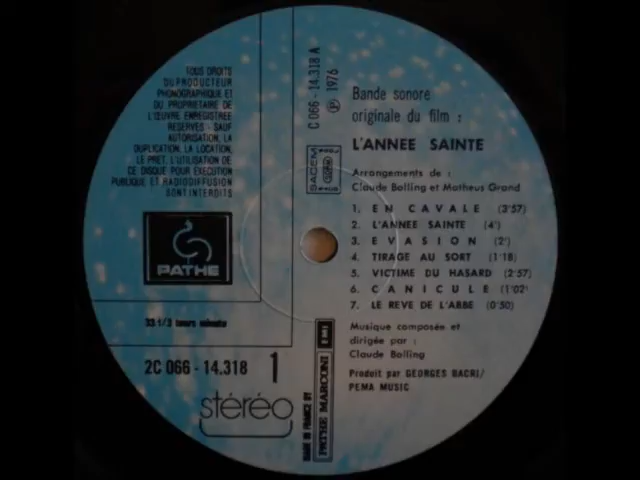 TOUS DROITS
DU PRODUCTEUR
PHONOGRAPHIQUE ET
DU PROPRIETAIRE DE
L'ŒUVRE ENREGISTREE
RESERVES - SAUF
AUTORISATION, LA
DUPLICATION, LA LOCATION,
LE PRET, L'UTILISATION DE
CE DISQUE POUR EXECUTION
PUBLIQUE ET RADIODIFFUSION
SONT INTERDITS
PATHE
33 1/3 tours minute
2C 066 - 14.318 1
stéréo
C 066 - 14.318 A
℗ 1976
SACEM
Bande sonore
originale du film :
L'ANNEE SAINTE
Arrangements de :
Claude Bolling et Matheus Grand
1. EN CAVALE (3'57)
2. L'ANNEE SAINTE (4')
3. EVASION (2')
4. TIRAGE AU SORT (1'18)
5. VICTIME DU HASARD (2'57)
6. CANICULE (1'02)
7. LE REVE DE L'ABBE (0'50)
Musique composée et
dirigée par :
Claude Bolling
Produit par GEORGES BACRI/
PEMA MUSIC
MADE IN FRANCE BY
PATHE MARCONI
EMI